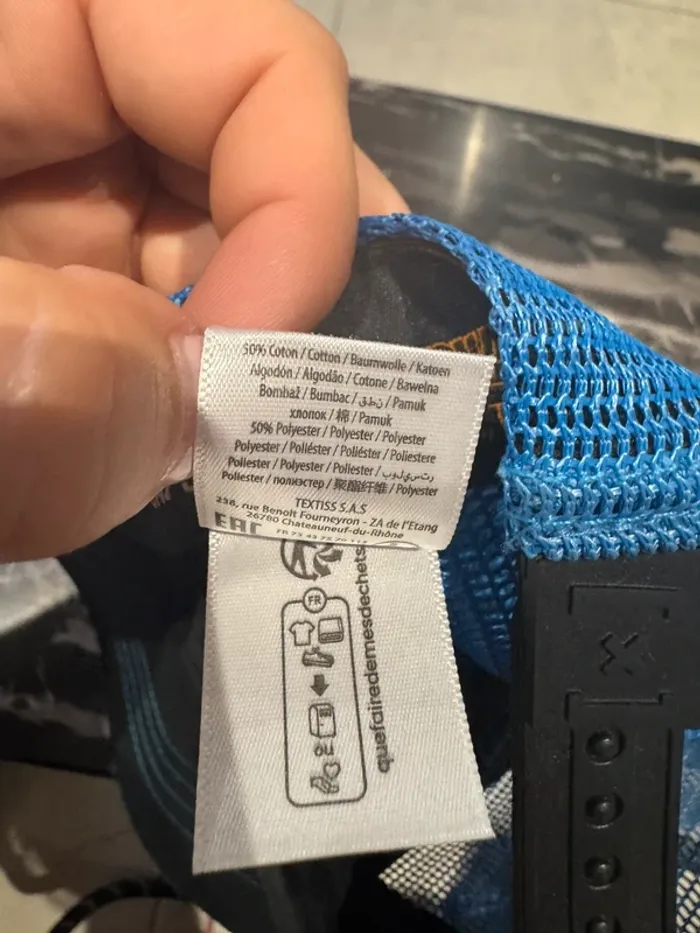 50% Coton / Cotton / Baumwolle / Katoen
Algodón / Algodão / Cotone / Bawełna
Bombaž / Bumbac / قطن / Pamuk
хлопок / 棉 / Pamuk
50% Polyester / Polyester / Polyester
Polyester / Poliéster / Poliéster / Poliestere
Poliester / Polyester / Poliester / بوليستر
Poliester / полиэстер / 聚酯纤维 / Polyester
TEXTISS S.A.S
238, rue Benoît Fourneyron - ZA de l'Etang
26780 Chateauneuf-du-Rhône
EAC
FR
quefairedemesdechets